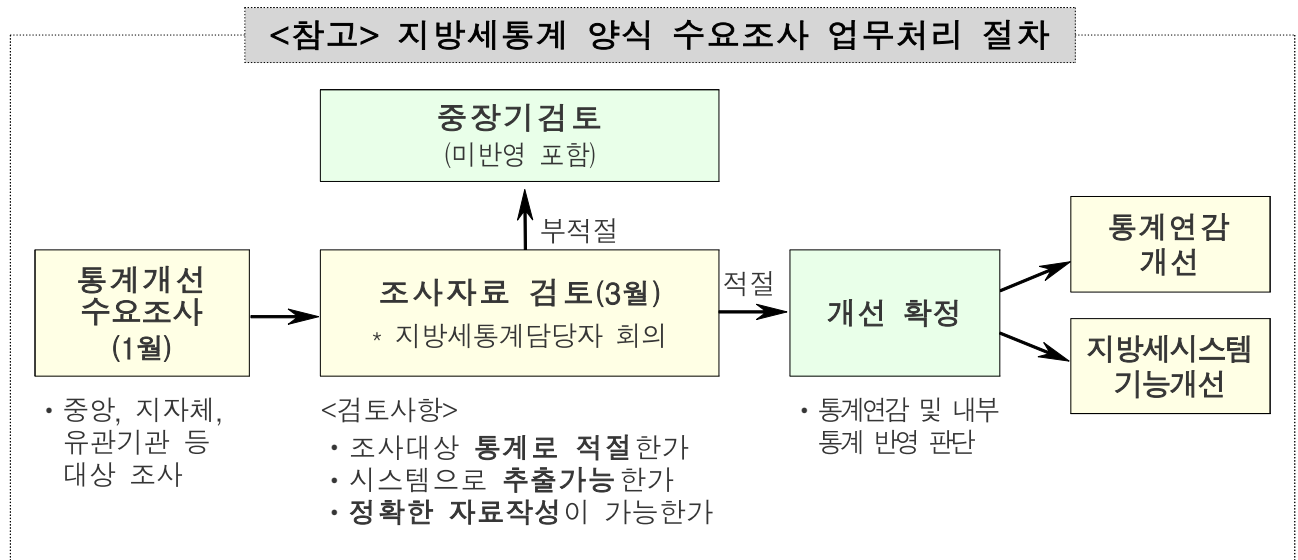 <참고> 지방세통계 양식 수요조사 업무처리 절차
중장기검토
(미반영 포함)
부적절
통계개선
수요조사
(1월)
조사자료 검토(3월)
* 지방세통계담당자 회의
적절
개선 확정
통계연감
개선
지방세시스템
기능개선
・중앙, 지자체,
유관기관 등
대상 조사
<검토사항>
・조사대상 통계로 적절한가
・시스템으로 추출가능한가
・정확한 자료작성이 가능한가
・통계연감 및 내부
통계 반영 판단